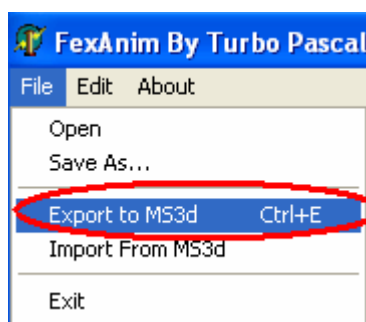 FexAnim By Turbo Pascal
File Edit About
Open
Save As...
Export to MS3d Ctrl+E
Import From MS3d
Exit